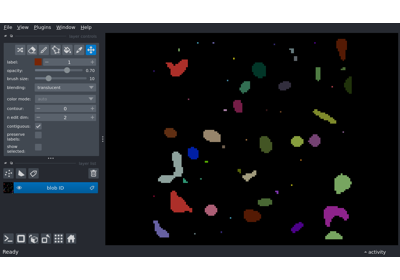 File View Plugins Window Help
label: 1
opacity: 0.70
brush size: 10
blending: translucent
color mode:
contour: 0
n edit dim: 2
contiguous:
preserve labels:
show selected:
blob ID
Ready
activity